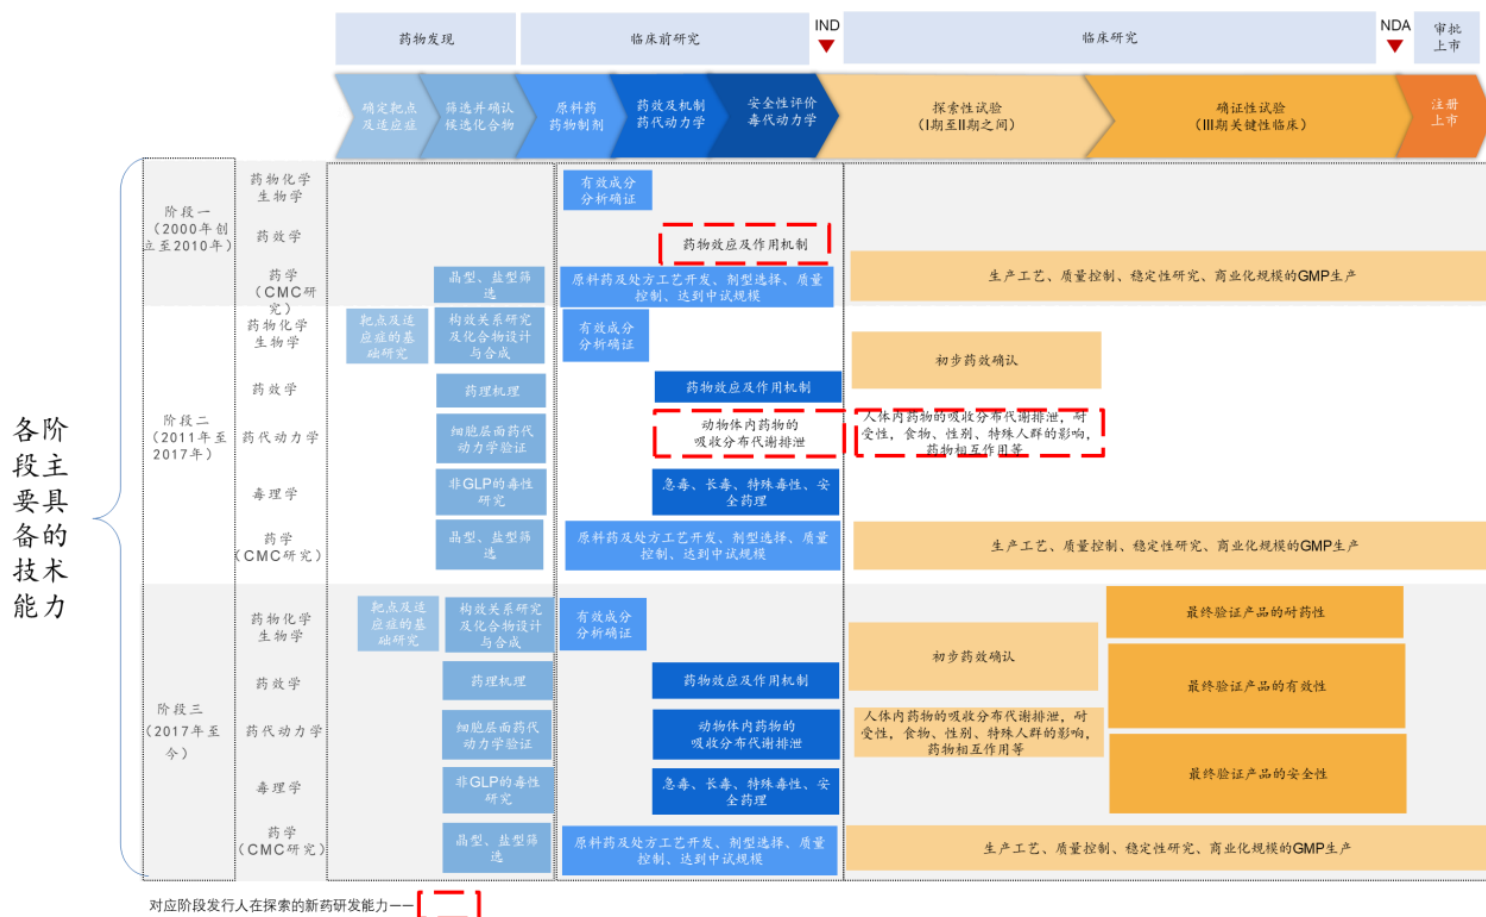 药物发现
临床前研究
IND
临床研究
NDA
审批
上市
确定靶点
及适应症
筛选并确认
候选化合物
原料药
药物制剂
药效及机制
药代动力学
安全性评价
毒代动力学
探索性试验
(I期至II期之间)
确证性试验
(III期关键性临床)
注册
上市
各阶段主要具备的技术能力
阶段一
(2000年创
立至2010年)
药物化学
生物学
有效成分
分析确证
药效学
药物效应及作用机制
药学
(CMC研
究)
晶型、盐型筛
选
原料药及处方工艺开发、剂型选择、质量
控制、达到中试规模
生产工艺、质量控制、稳定性研究、商业化规模的GMP生产
阶段二
(2011年至
2017年)
药物化学
生物学
靶点及适
应症的基
础研究
构效关系研究
及化合物设计
与合成
有效成分
分析确证
初步药效确认
药效学
药理机理
药物效应及作用机制
药代动力学
细胞层面药代
动力学验证
动物体内药物的
吸收分布代谢排泄
人体内药物的吸收分布代谢排泄，耐
受性，食物、性别、特殊人群的影响，
药物相互作用等
毒理学
非GLP的毒性
研究
急毒、长毒、特殊毒性、安
全药理
药学
(CMC研究)
晶型、盐型筛
选
原料药及处方工艺开发、剂型选择、质量
控制、达到中试规模
生产工艺、质量控制、稳定性研究、商业化规模的GMP生产
阶段三
(2017年至
今)
药物化学
生物学
靶点及适
应症的基
础研究
构效关系研究
及化合物设计
与合成
有效成分
分析确证
初步药效确认
最终验证产品的耐药性
药效学
药理机理
药物效应及作用机制
最终验证产品的有效性
药代动力学
细胞层面药代
动力学验证
动物体内药物的
吸收分布代谢排泄
人体内药物的吸收分布代谢排泄，耐
受性，食物、性别、特殊人群的影响，
药物相互作用等
最终验证产品的安全性
毒理学
非GLP的毒性
研究
急毒、长毒、特殊毒性、安
全药理
药学
(CMC研究)
晶型、盐型筛
选
原料药及处方工艺开发、剂型选择、质量
控制、达到中试规模
生产工艺、质量控制、稳定性研究、商业化规模的GMP生产
对应阶段发行人在探索的新药研发能力——